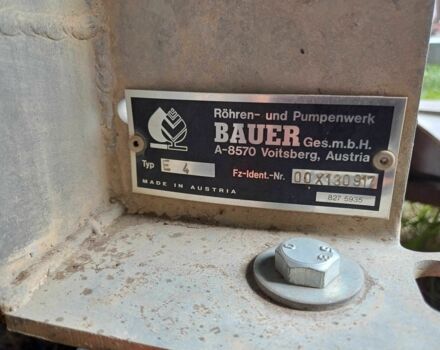 Röhren- und Pumpenwerk
BAUER Ges.m.b.H.
A-8570 Voitsberg, Austria
Typ E 4 Fz-Ident.-Nr. 00X130917
MADE IN AUSTRIA
827 5935